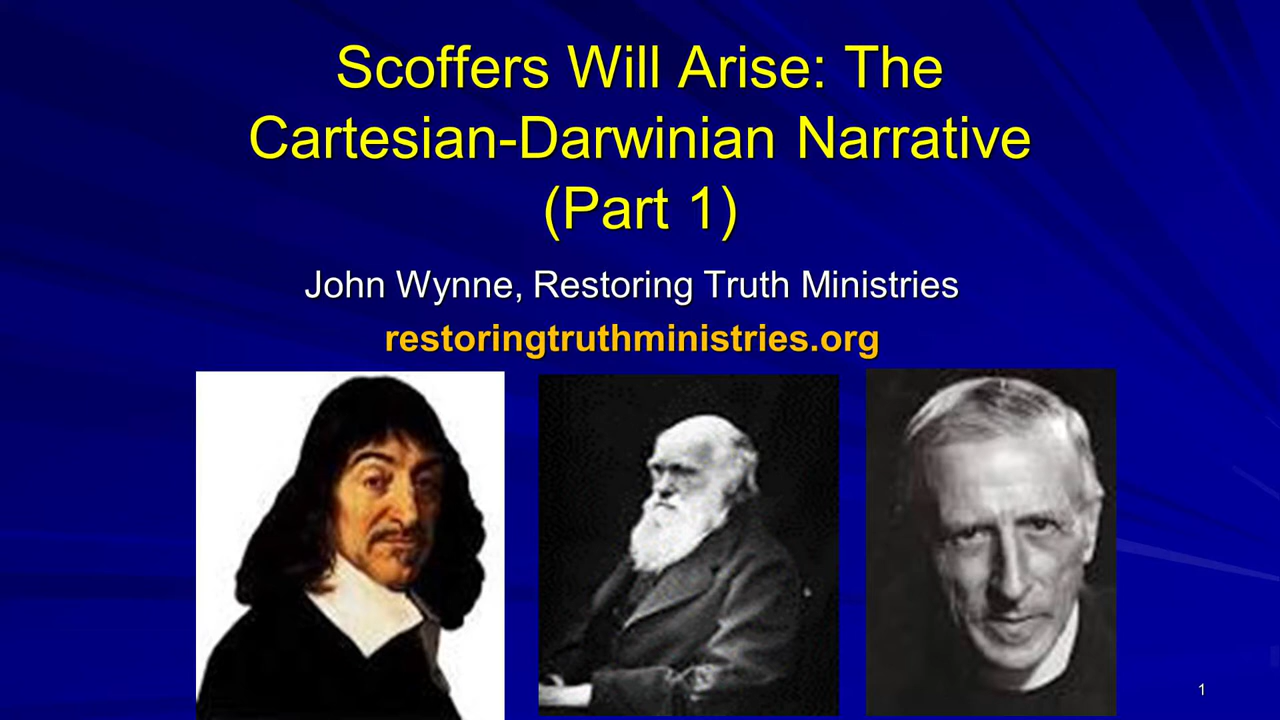 Scoffers Will Arise: The
Cartesian-Darwinian Narrative
(Part 1)
John Wynne, Restoring Truth Ministries
restoringtruthministries.org
1